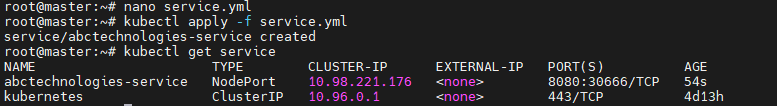 root@master:~# nano service.yml
root@master:~# kubectl apply -f service.yml
service/abctechnologies-service created
root@master:~# kubectl get service
NAME TYPE CLUSTER-IP EXTERNAL-IP PORT(S) AGE
abctechnologies-service NodePort 10.98.221.176 <none> 8080:30666/TCP 54s
kubernetes ClusterIP 10.96.0.1 <none> 443/TCP 4d13h